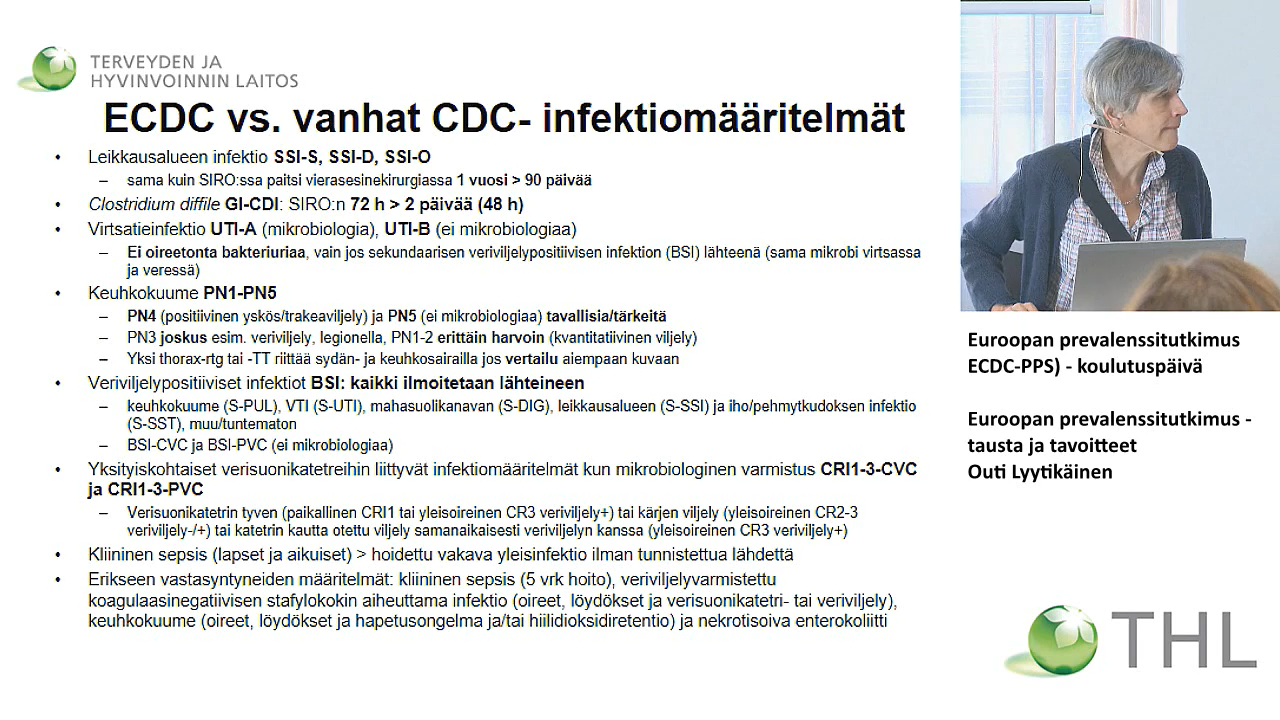 TERVEYDEN JA
HYVINVOINNIN LAITOS
ECDC vs. vanhat CDC- infektiomääritelmät
• Leikkausalueen infektio SSI-S, SSI-D, SSI-O
– sama kuin SIRO:ssa paitsi vierasesinekirurgiassa 1 vuosi > 90 päivää
• Clostridium diffile GI-CDI: SIRO:n 72 h > 2 päivää (48 h)
• Virtsatieinfektio UTI-A (mikrobiologia), UTI-B (ei mikrobiologiaa)
– Ei oireetonta bakteriuriaa, vain jos sekundaarisen veriviljelypositiivisen infektion (BSI) lähteenä (sama mikrobi virtsassa
ja veressä)
• Keuhkokuume PN1-PN5
– PN4 (positiivinen yskös/trakeaviljely) ja PN5 (ei mikrobiologiaa) tavallisia/tärkeitä
– PN3 joskus esim. veriviljely, legionella, PN1-2 erittäin harvoin (kvantitatiivinen viljely)
– Yksi thorax-rtg tai -TT riittää sydän- ja keuhkosairailla jos vertailu aiempaan kuvaan
• Veriviljelypositiiviset infektiot BSI: kaikki ilmoitetaan lähteineen
– keuhkokuume (S-PUL), VTI (S-UTI), mahasuolikanavan (S-DIG), leikkausalueen (S-SSI) ja iho/pehmytkudoksen infektio
(S-SST), muu/tuntematon
– BSI-CVC ja BSI-PVC (ei mikrobiologiaa)
• Yksityiskohtaiset verisuonikatetreihin liittyvät infektiomääritelmät kun mikrobiologinen varmistus CRI1-3-CVC
ja CRI1-3-PVC
– Verisuonikatetrin tyven (paikallinen CRI1 tai yleisoireinen CR3 veriviljely+) tai kärjen viljely (yleisoireinen CR2-3
veriviljely-/+) tai katetrin kautta otettu viljely samanaikaisesti veriviljelyn kanssa (yleisoireinen CR3 veriviljely+)
• Kliininen sepsis (lapset ja aikuiset) > hoidettu vakava yleisinfektio ilman tunnistettua lähdettä
• Erikseen vastasyntyneiden määritelmät: kliininen sepsis (5 vrk hoito), veriviljelyvarmistettu
koagulaasinegatiivisen stafylokokin aiheuttama infektio (oireet, löydökset ja verisuonikatetri- tai veriviljely),
keuhkokuume (oireet, löydökset ja hapetusongelma ja/tai hiilidioksidiretentio) ja nekrotisoiva enterokoliitti
Euroopan prevalenssitutkimus
ECDC-PPS) - koulutuspäivä
Euroopan prevalenssitutkimus -
tausta ja tavoitteet
Outi Lyytikäinen
THL